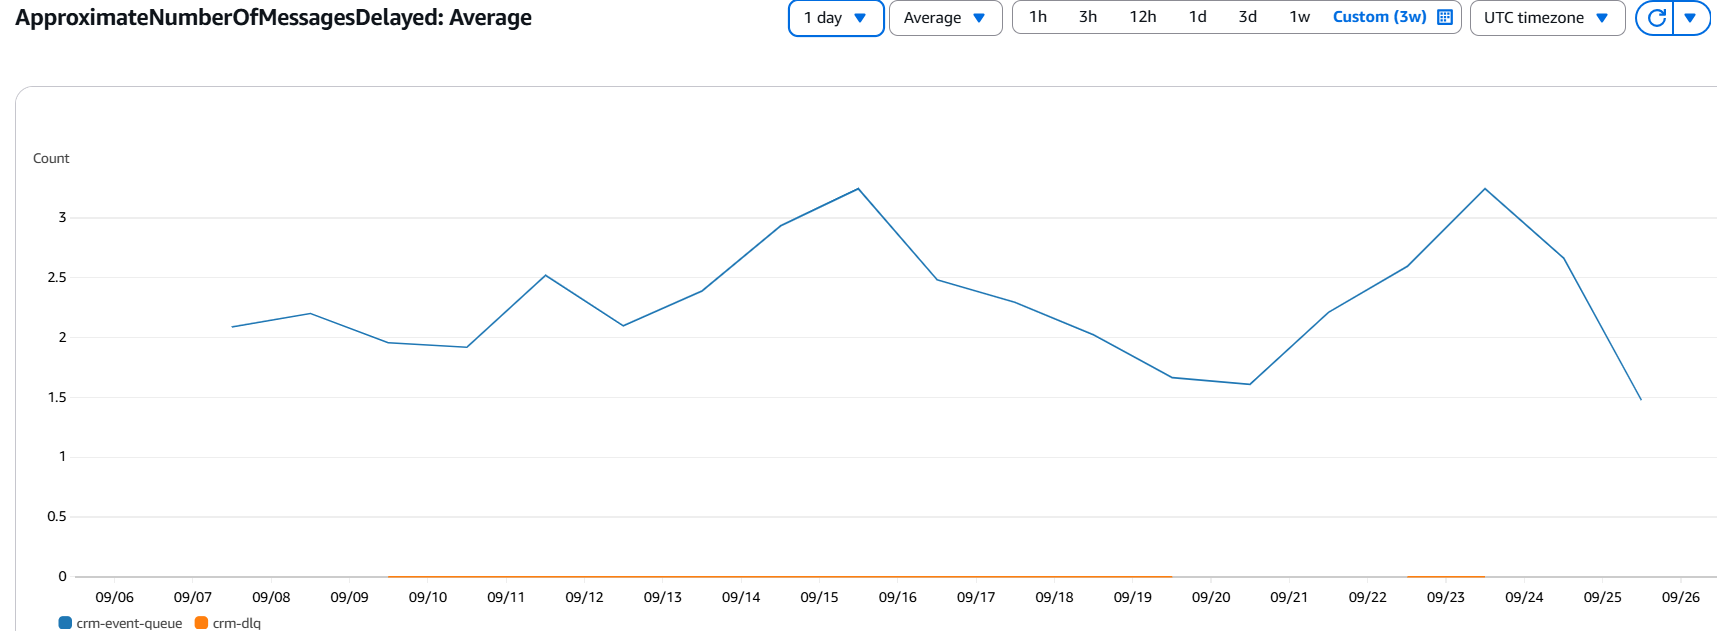 ApproximateNumberOfMessagesDelayed: Average
1 day Average 1h 3h 12h 1d 3d 1w Custom (3w) UTC timezone
Count
3
2.5
2
1.5
1
0.5
0
09/06 09/07 09/08 09/09 09/10 09/11 09/12 09/13 09/14 09/15 09/16 09/17 09/18 09/19 09/20 09/21 09/22 09/23 09/24 09/25 09/26
crm-event-queue crm-dlq